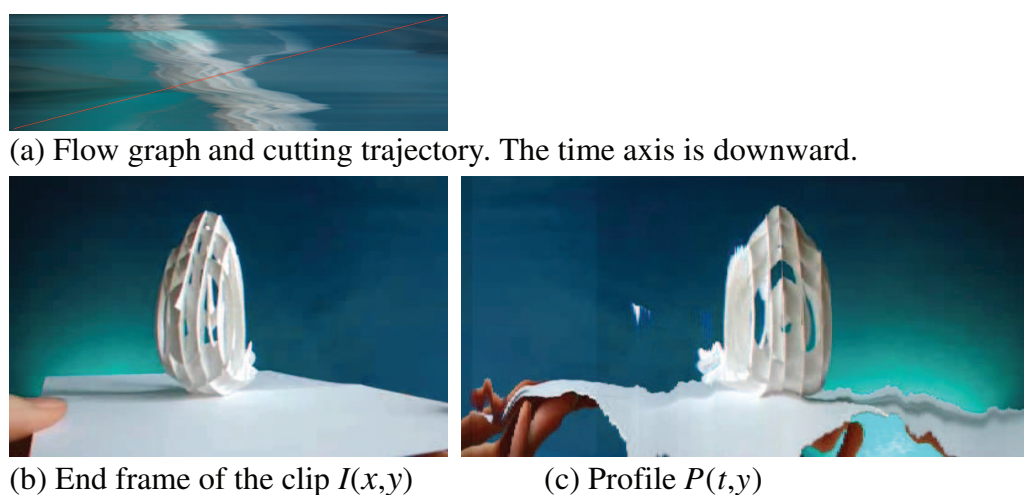 (a) Flow graph and cutting trajectory. The time axis is downward.
(b) End frame of the clip I(x,y)
(c) Profile P(t,y)